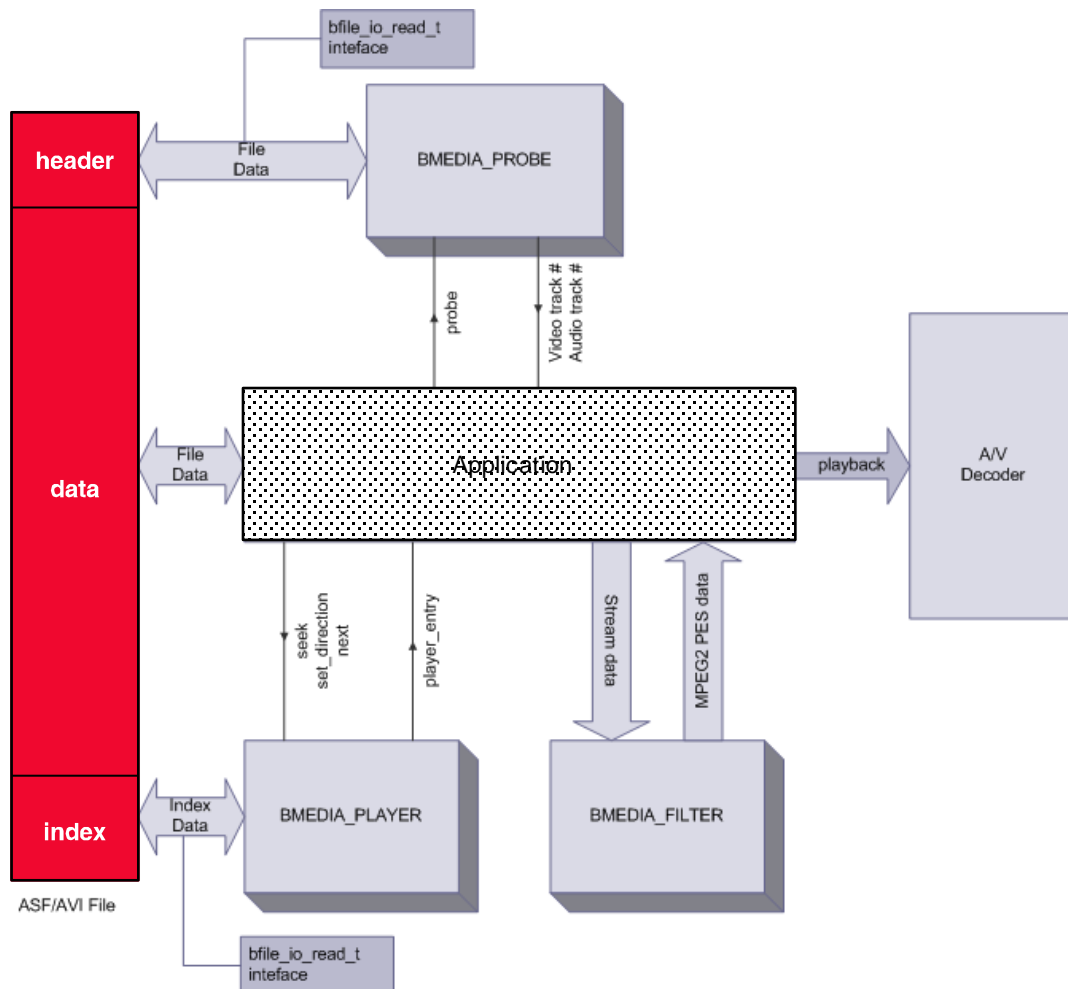 bfile_io_read_t
inteface
header
File
Data
BMEDIA_PROBE
probe
Video track #
Audio track #
data
File
Data
Application
playback
A/V
Decoder
seek
set_direction
next
player_entry
Stream data
MPEG2 PES data
index
Index
Data
BMEDIA_PLAYER
BMEDIA_FILTER
ASF/AVI File
bfile_io_read_t
inteface